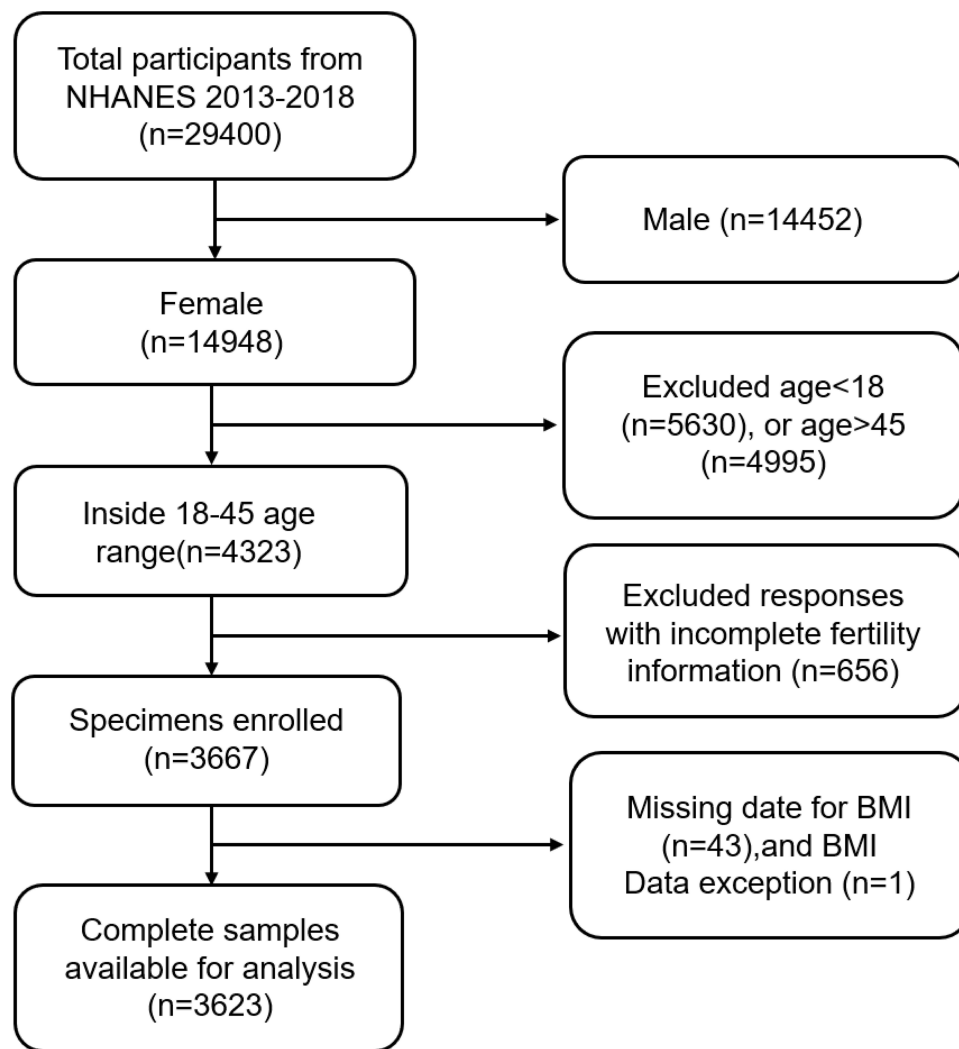 Total participants from
NHANES 2013-2018
(n=29400)
Male (n=14452)
Female
(n=14948)
Excluded age<18
(n=5630), or age>45
(n=4995)
Inside 18-45 age
range(n=4323)
Excluded responses
with incomplete fertility
information (n=656)
Specimens enrolled
(n=3667)
Missing date for BMI
(n=43),and BMI
Data exception (n=1)
Complete samples
available for analysis
(n=3623)